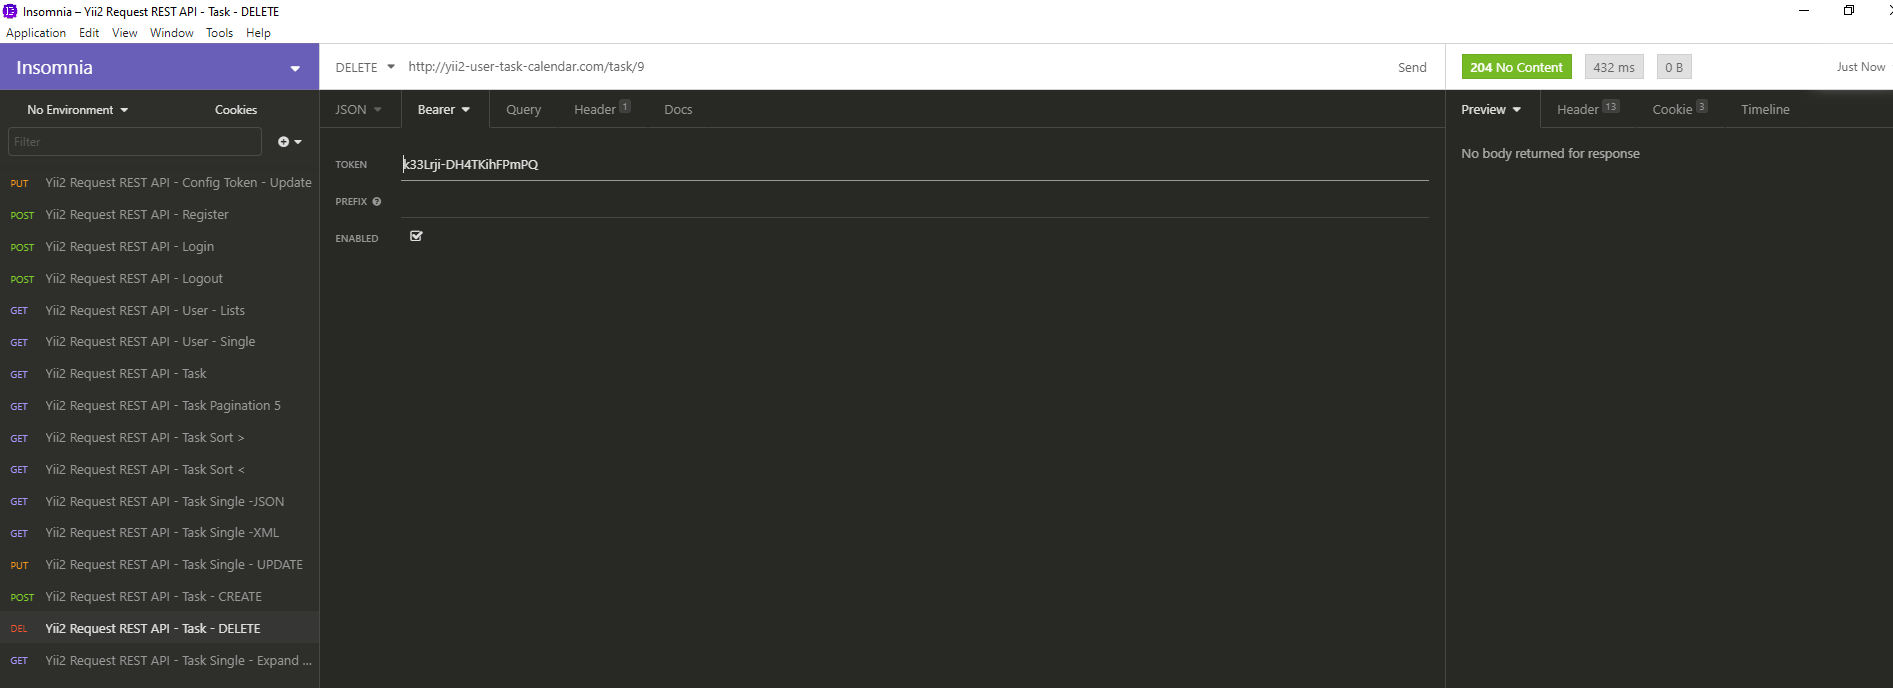 Insomnia – Yii2 Request REST API - Task - DELETE
Application Edit View Window Tools Help
Insomnia
No Environment Cookies
Filter
PUT Yii2 Request REST API - Config Token - Update
POST Yii2 Request REST API - Register
POST Yii2 Request REST API - Login
POST Yii2 Request REST API - Logout
GET Yii2 Request REST API - User - Lists
GET Yii2 Request REST API - User - Single
GET Yii2 Request REST API - Task
GET Yii2 Request REST API - Task Pagination 5
GET Yii2 Request REST API - Task Sort >
GET Yii2 Request REST API - Task Sort <
GET Yii2 Request REST API - Task Single -JSON
GET Yii2 Request REST API - Task Single -XML
PUT Yii2 Request REST API - Task Single - UPDATE
POST Yii2 Request REST API - Task - CREATE
DEL Yii2 Request REST API - Task - DELETE
GET Yii2 Request REST API - Task Single - Expand ...
DELETE http://yii2-user-task-calendar.com/task/9 Send
JSON Bearer Query Header 1 Docs
TOKEN k33Lrji-DH4TKihFPmPQ
PREFIX
ENABLED
204 No Content 432 ms 0 B Just Now
Preview Header 13 Cookie 3 Timeline
No body returned for response